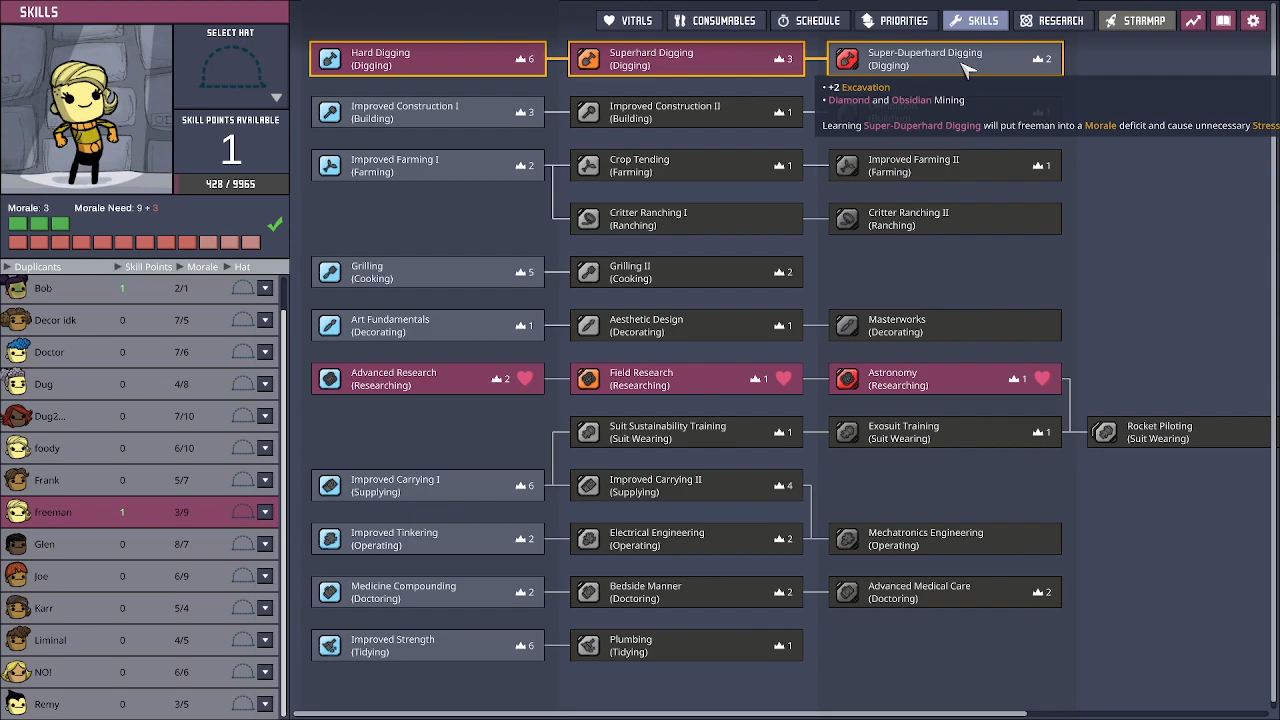 SKILLS
VITALS
CONSUMABLES
SCHEDULE
PRIORITIES
SKILLS
RESEARCH
STARMAP
SELECT HAT
SKILL POINTS AVAILABLE
1
428 / 9965
Morale: 3
Morale Need: 9 + 3
Duplicants
Skill Points
Morale
Hat
Bob 1 2/1
Decor idk 0 7/5
Doctor 0 7/6
Dug 0 4/8
Dug2... 0 7/10
foody 0 6/10
Frank 0 5/7
freeman 1 3/9
Glen 0 8/7
Joe 0 6/9
Karr 0 5/4
Liminal 0 4/5
NO! 0 6/6
Remy 0 3/5
Hard Digging
(Digging)
6
Superhard Digging
(Digging)
3
Super-Duperhard Digging
(Digging)
2
• +2 Excavation
• Diamond and Obsidian Mining
Learning Super-Duperhard Digging will put freeman into a Morale deficit and cause unnecessary Stress
Improved Construction I
(Building)
3
Improved Construction II
(Building)
1
Improved Farming I
(Farming)
2
Crop Tending
(Farming)
1
Improved Farming II
(Farming)
1
Critter Ranching I
(Ranching)
Critter Ranching II
(Ranching)
Grilling
(Cooking)
5
Grilling II
(Cooking)
2
Art Fundamentals
(Decorating)
1
Aesthetic Design
(Decorating)
1
Masterworks
(Decorating)
Advanced Research
(Researching)
2
Field Research
(Researching)
1
Astronomy
(Researching)
1
Suit Sustainability Training
(Suit Wearing)
1
Exosuit Training
(Suit Wearing)
1
Rocket Piloting
(Suit Wearing)
Improved Carrying I
(Supplying)
6
Improved Carrying II
(Supplying)
4
Improved Tinkering
(Operating)
2
Electrical Engineering
(Operating)
2
Mechatronics Engineering
(Operating)
Medicine Compounding
(Doctoring)
2
Bedside Manner
(Doctoring)
2
Advanced Medical Care
(Doctoring)
2
Improved Strength
(Tidying)
6
Plumbing
(Tidying)
1